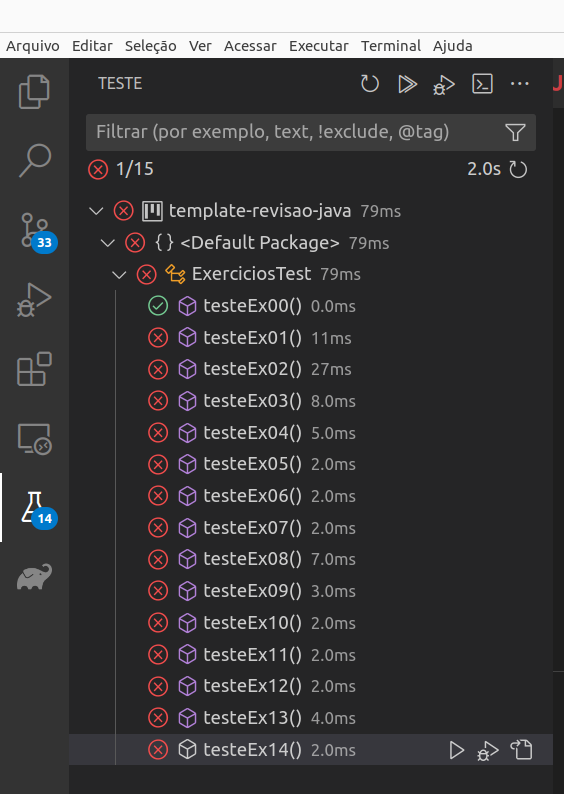 Arquivo Editar Seleção Ver Acessar Executar Terminal Ajuda
TESTE
Filtrar (por exemplo, text, !exclude, @tag)
1/15 2.0s
template-revisao-java 79ms
{} <Default Package> 79ms
ExerciciosTest 79ms
testeEx00() 0.0ms
33
testeEx01() 11ms
testeEx02() 27ms
testeEx03() 8.0ms
testeEx04() 5.0ms
testeEx05() 2.0ms
testeEx06() 2.0ms
14
testeEx07() 2.0ms
testeEx08() 7.0ms
testeEx09() 3.0ms
testeEx10() 2.0ms
testeEx11() 2.0ms
testeEx12() 2.0ms
testeEx13() 4.0ms
testeEx14() 2.0ms